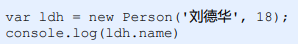 var ldh = new Person('刘德华', 18);
console.log(ldh.name)